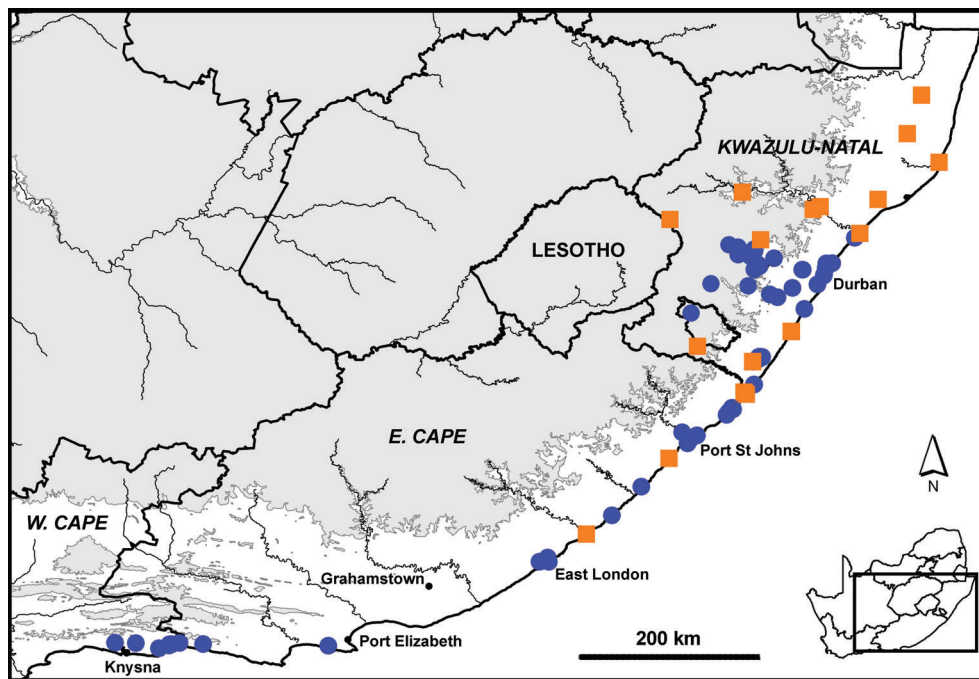 KWAZULU-NATAL
LESOTHO
Durban
E. CAPE
Port St Johns
N
W. CAPE
Grahamstown
East London
Port Elizabeth
200 km
Knysna